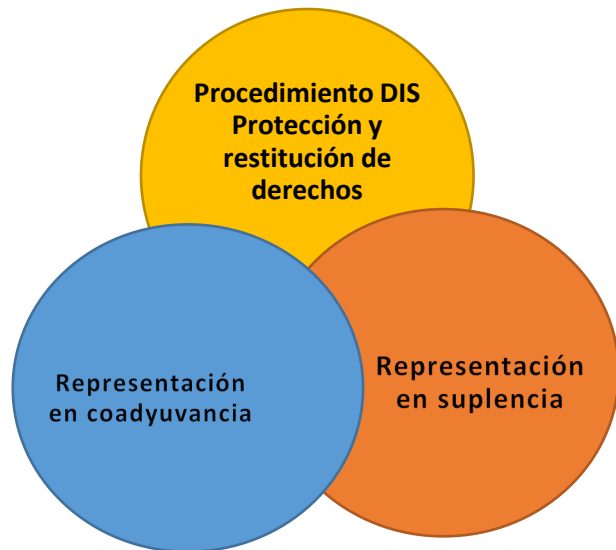 Procedimiento DIS
Protección y
restitución de
derechos
Representación
en coadyuvancia
Representación
en suplencia